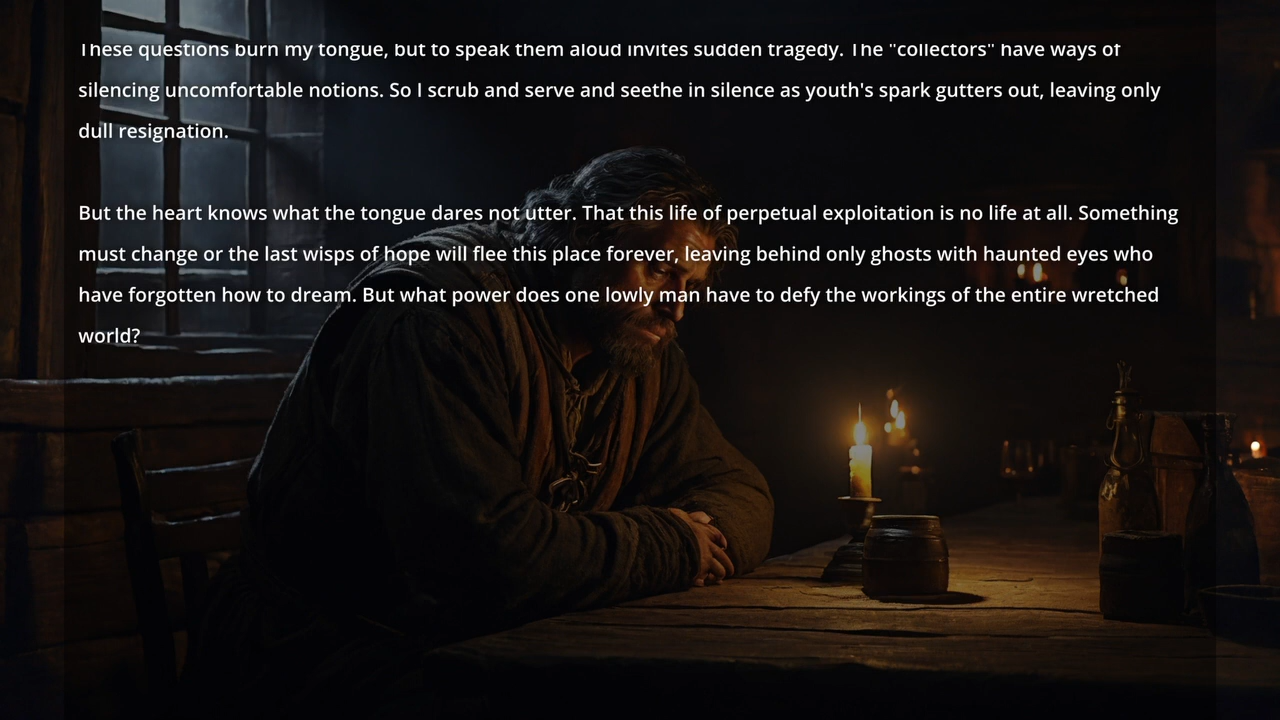 These questions burn my tongue, but to speak them aloud invites sudden tragedy. The "collectors" have ways of
silencing uncomfortable notions. So I scrub and serve and seethe in silence as youth's spark gutters out, leaving only
dull resignation.
But the heart knows what the tongue dares not utter. That this life of perpetual exploitation is no life at all. Something
must change or the last wisps of hope will flee this place forever, leaving behind only ghosts with haunted eyes who
have forgotten how to dream. But what power does one lowly man have to defy the workings of the entire wretched
world?